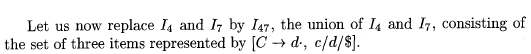 Let us now replace I₄ and I₇ by I₄₇, the union of I₄ and I₇, consisting of
the set of three items represented by [C → d·, c/d/$].